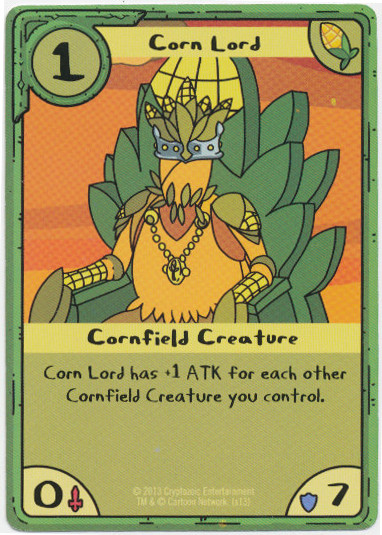 1
Corn Lord
Cornfield Creature
Corn Lord has +1 ATK for each other
Cornfield Creature you control.
0
7
© 2013 Cryptozoic Entertainment
TM & © Cartoon Network. (s13)